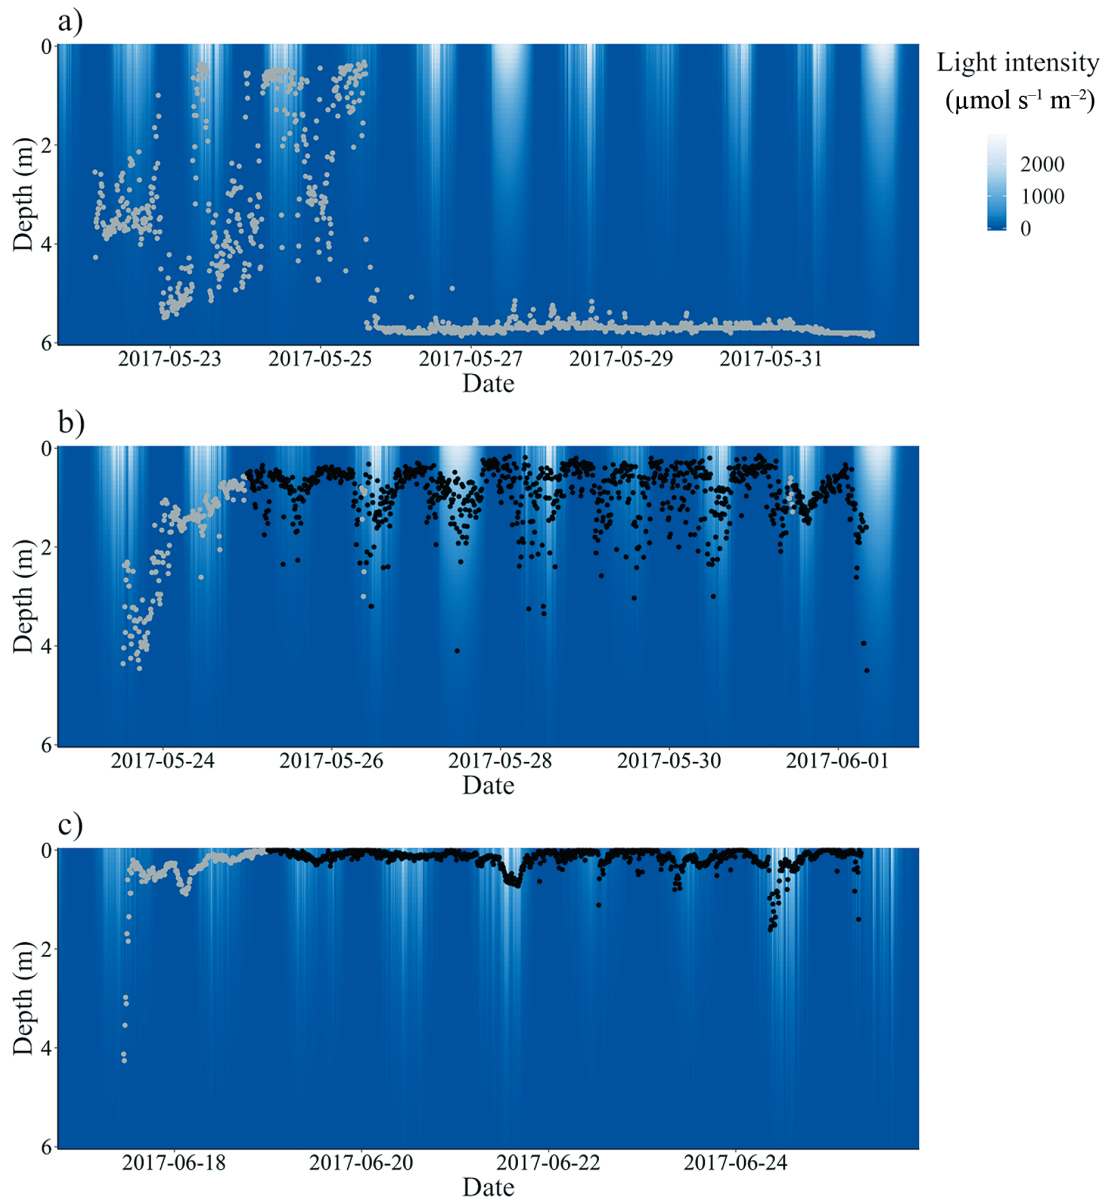 a)
0
2
4
6
Depth (m)
2017-05-23 2017-05-25 2017-05-27 2017-05-29 2017-05-31
Date
Light intensity
(µmol s⁻¹ m⁻²)
2000
1000
0
b)
0
2
4
6
Depth (m)
2017-05-24 2017-05-26 2017-05-28 2017-05-30 2017-06-01
Date
c)
0
2
4
6
Depth (m)
2017-06-18 2017-06-20 2017-06-22 2017-06-24
Date